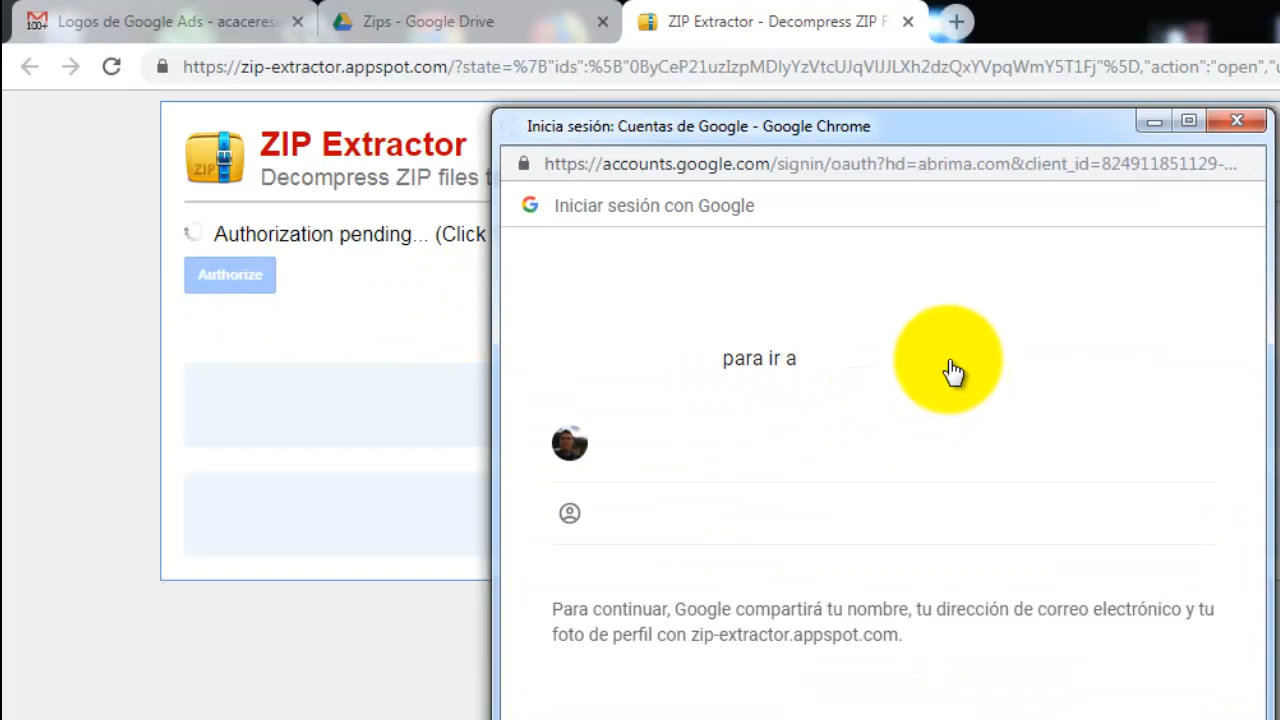 100+
Logos de Google Ads - acaceres
Zips - Google Drive
ZIP Extractor - Decompress ZIP F
https://zip-extractor.appspot.com/?state=%7B"ids":%5B"0ByCeP21uzIzpMDIyYzVtcUJqVlJJLXh2dzQxYVpqWmY5T1Fj"%5D,"action":"open","u
ZIP
ZIP Extractor
Decompress ZIP files t
Authorization pending... (Click
Authorize
Inicia sesión: Cuentas de Google - Google Chrome
https://accounts.google.com/signin/oauth?hd=abrima.com&client_id=824911851129-...
Iniciar sesión con Google
para ir a
Para continuar, Google compartirá tu nombre, tu dirección de correo electrónico y tu
foto de perfil con zip-extractor.appspot.com.